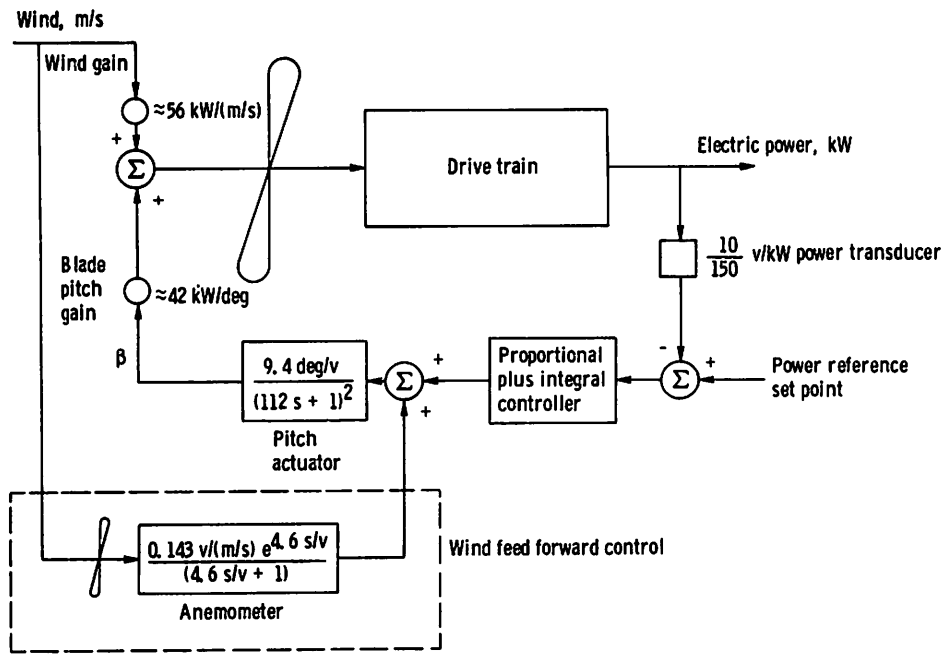 Wind, m/s
Wind gain
≈56 kW/(m/s)
+
Σ
+
Drive train
Electric power, kW
10
150
v/kW power transducer
Blade
pitch
gain
≈42 kW/deg
β
9.4 deg/v
(112 s + 1)²
Pitch
actuator
+
Σ
+
Proportional
plus integral
controller
-
Σ
+
Power reference
set point
0.143 v/(m/s) e^4.6 s/v
(4.6 s/v + 1)
Anemometer
Wind feed forward control